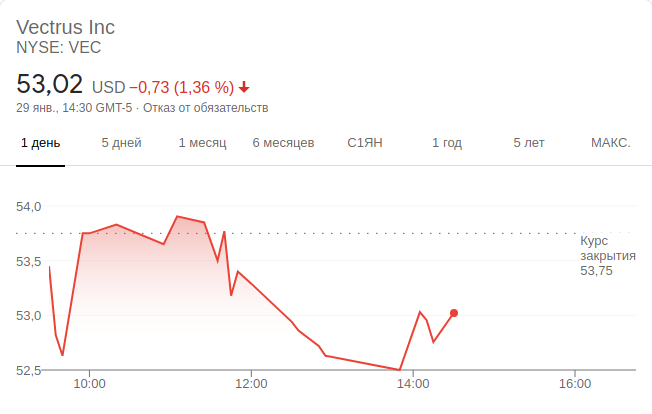 Vectrus Inc
NYSE: VEC
53,02 USD −0,73 (1,36 %)
29 янв., 14:30 GMT-5 · Отказ от обязательств
1 день 5 дней 1 месяц 6 месяцев С1ЯН 1 год 5 лет МАКС.
54,0
Курс
закрытия
53,75
53,5
53,0
52,5
10:00 12:00 14:00 16:00